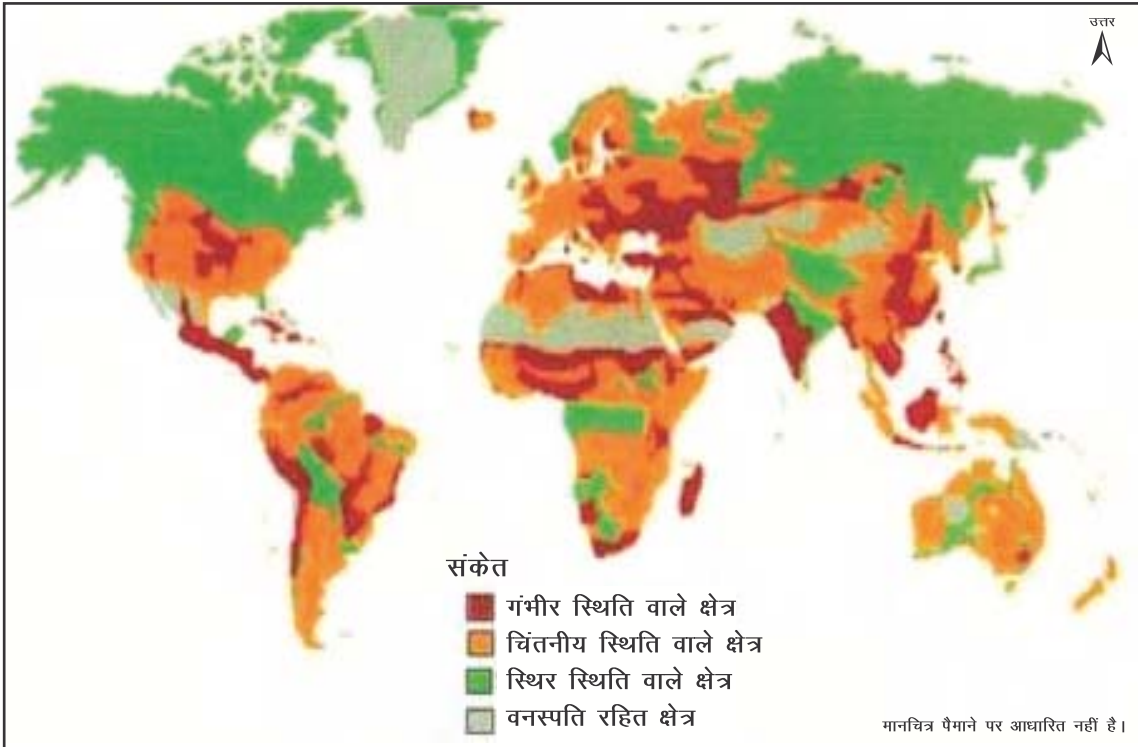 उत्तर
संकेत
गंभीर स्थिति वाले क्षेत्र
चिंतनीय स्थिति वाले क्षेत्र
स्थिर स्थिति वाले क्षेत्र
वनस्पति रहित क्षेत्र
मानचित्र पैमाने पर आधारित नहीं है।